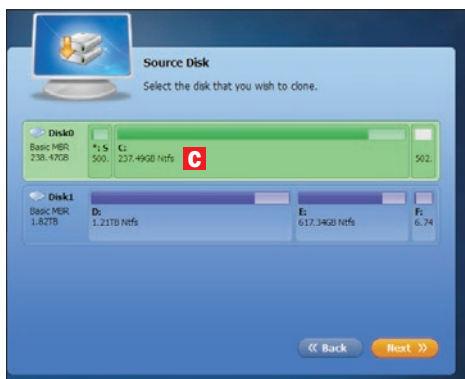 Source Disk
Select the disk that you wish to clone.
Disk0
Basic MBR
238.47GB
*: S
500.
C:
237.49GB Ntfs
C
502.
Disk1
Basic MBR
1.82TB
D:
1.21TB Ntfs
E:
617.34GB Ntfs
F:
6.74
« Back
Next »